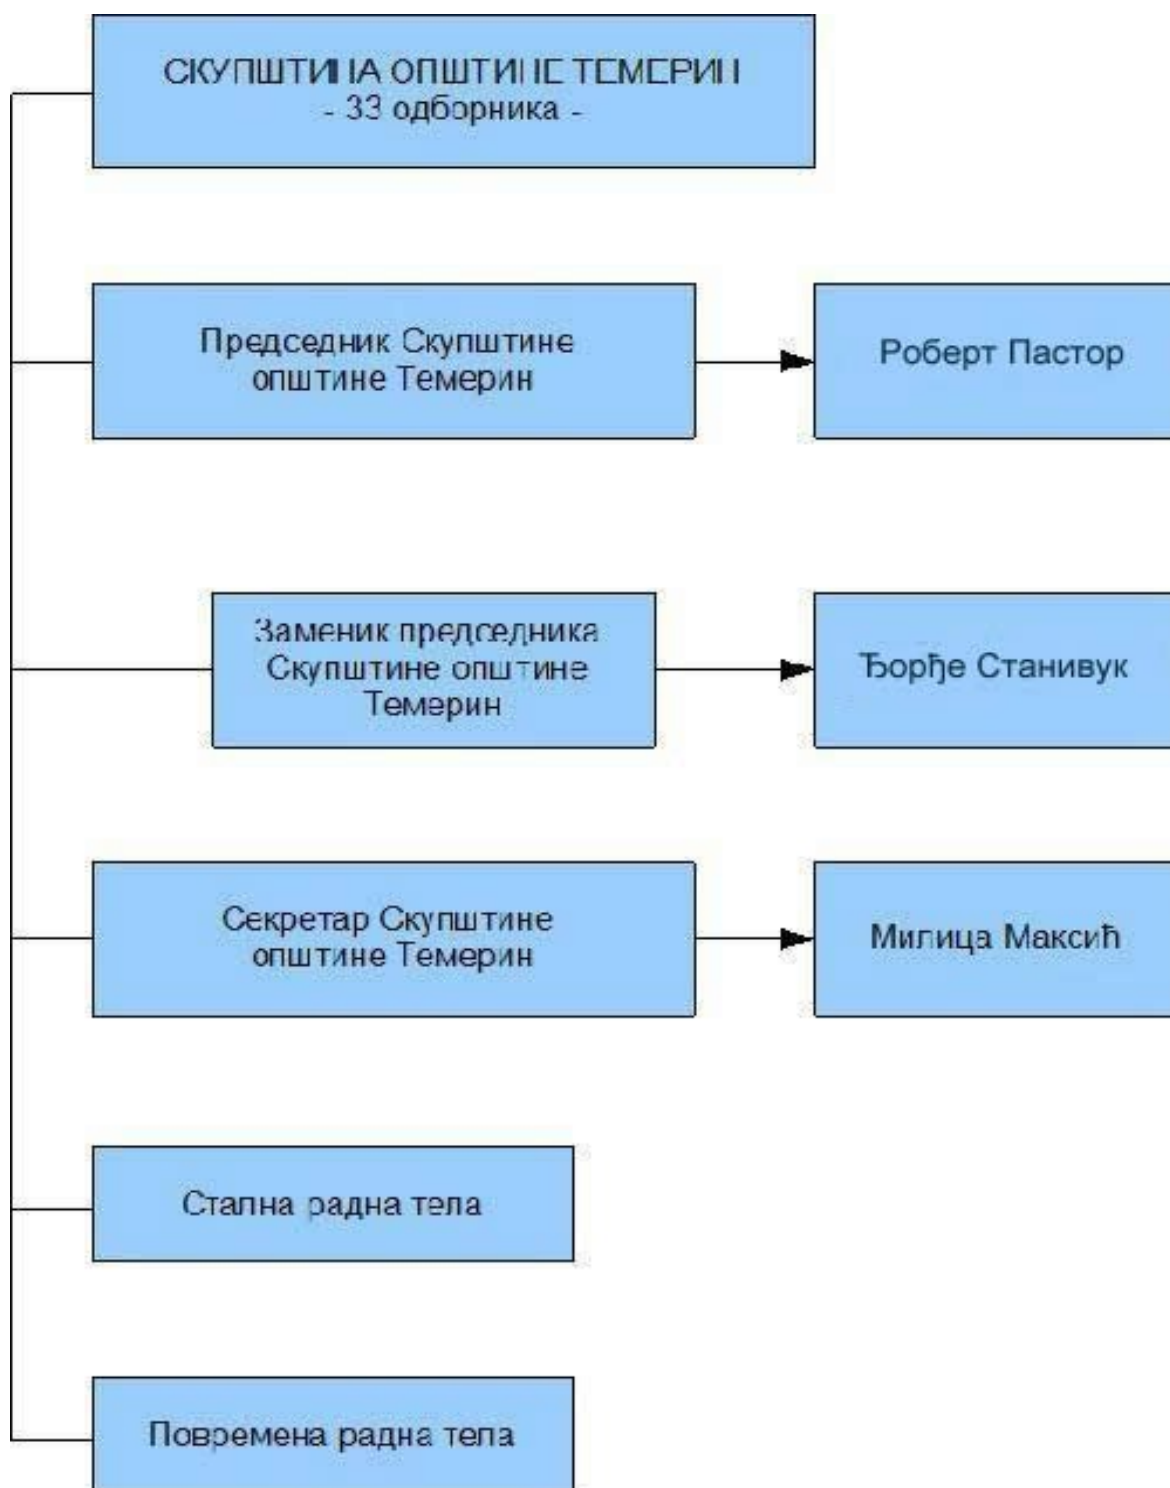 СКУПШТИНА ОПШТИНЕ ТЕМЕРИН
- 33 одборника -
Председник Скупштине
општине Темерин
Роберт Пастор
Заменик председника
Скупштине општине
Темерин
Ђорђе Станивук
Секретар Скупштине
општине Темерин
Милица Максић
Стална радна тела
Повремена радна тела